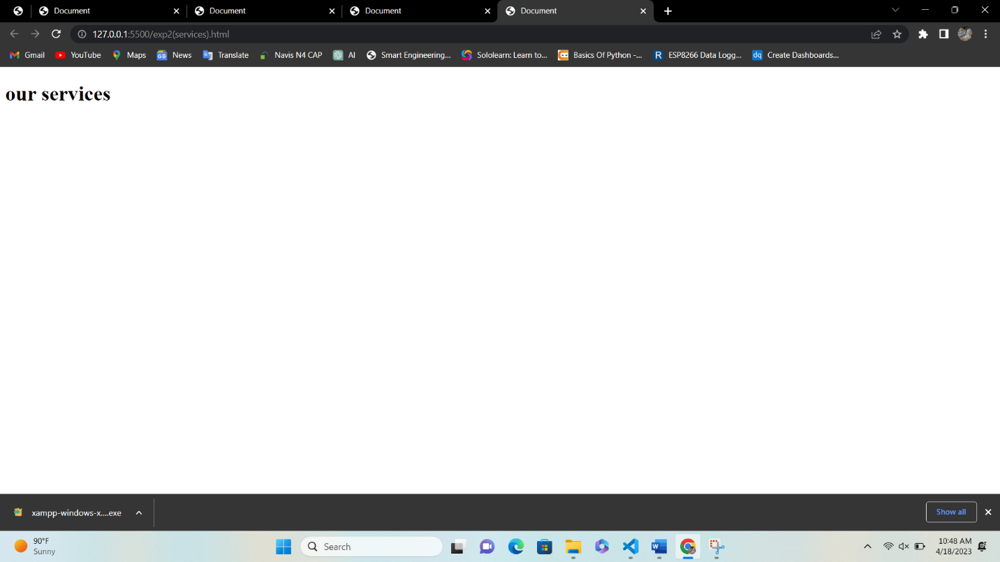 Document
Document
Document
Document
127.0.0.1:5500/exp2(services).html
Gmail YouTube Maps News Translate Navis N4 CAP AI Smart Engineering... Sololearn: Learn to... Basics Of Python -... ESP8266 Data Logg... Create Dashboards...
our services
xampp-windows-x....exe
Show all
90°F
Sunny
Search
10:48 AM
4/18/2023